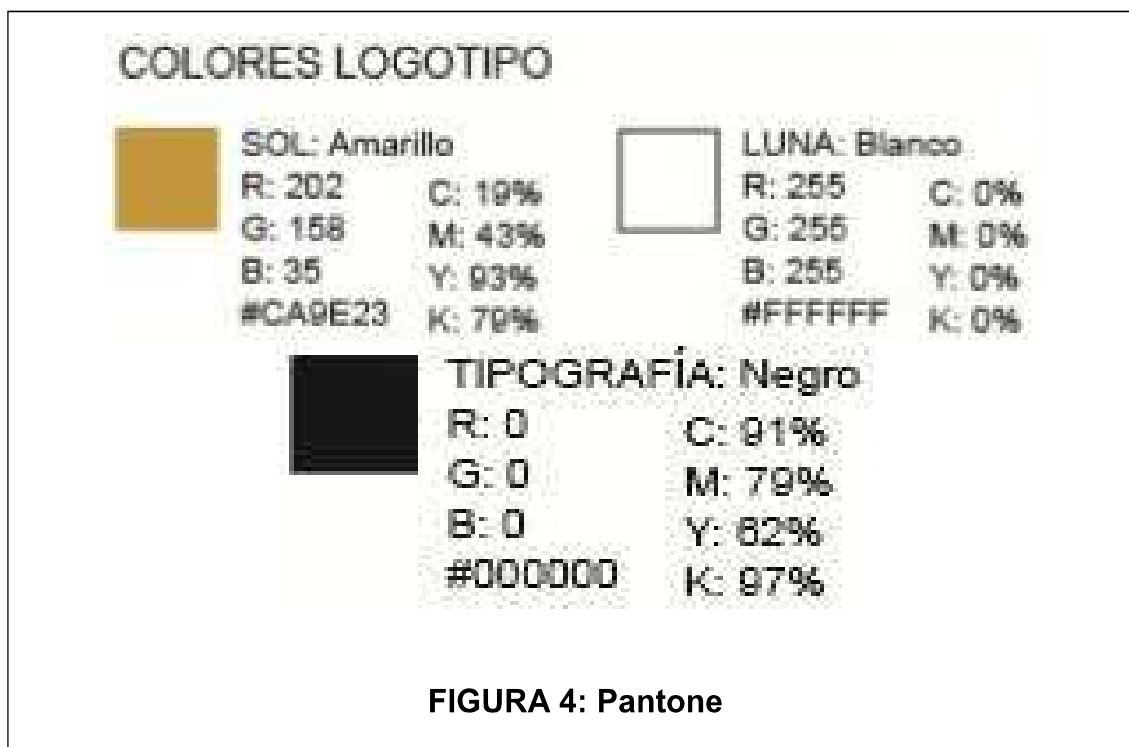 COLORES LOGOTIPO
SOL: Amarillo
R: 202
G: 158
B: 35
#CA9E23
C: 19%
M: 43%
Y: 93%
K: 79%
LUNA: Blanco
R: 255
G: 255
B: 255
#FFFFFF
C: 0%
M: 0%
Y: 0%
K: 0%
TIPOGRAFÍA: Negro
R: 0
G: 0
B: 0
#000000
C: 91%
M: 79%
Y: 62%
K: 97%
FIGURA 4: Pantone